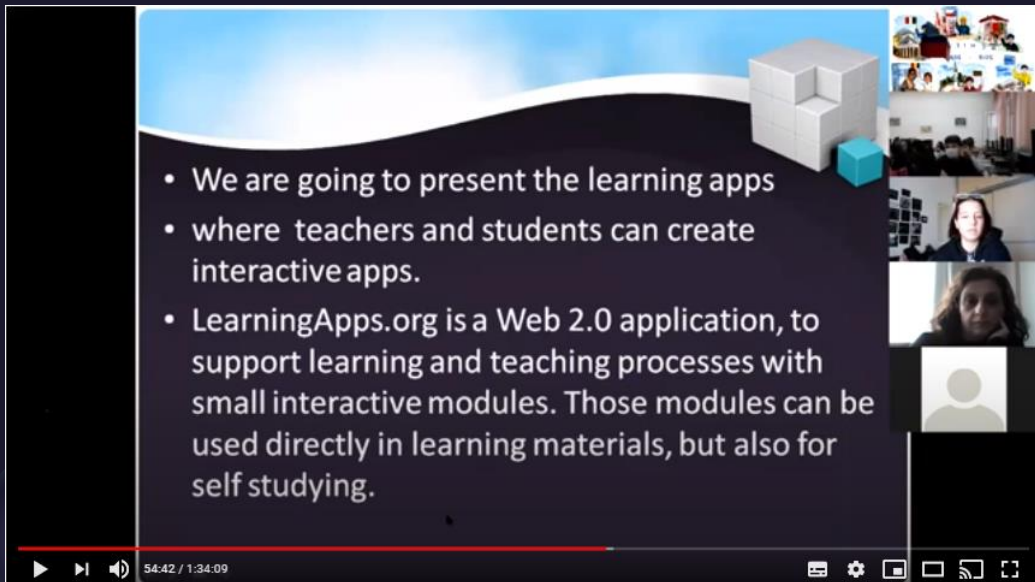 • We are going to present the learning apps
• where teachers and students can create
interactive apps.
• LearningApps.org is a Web 2.0 application, to
support learning and teaching processes with
small interactive modules. Those modules can be
used directly in learning materials, but also for
self studying.
54:42 / 1:34:09